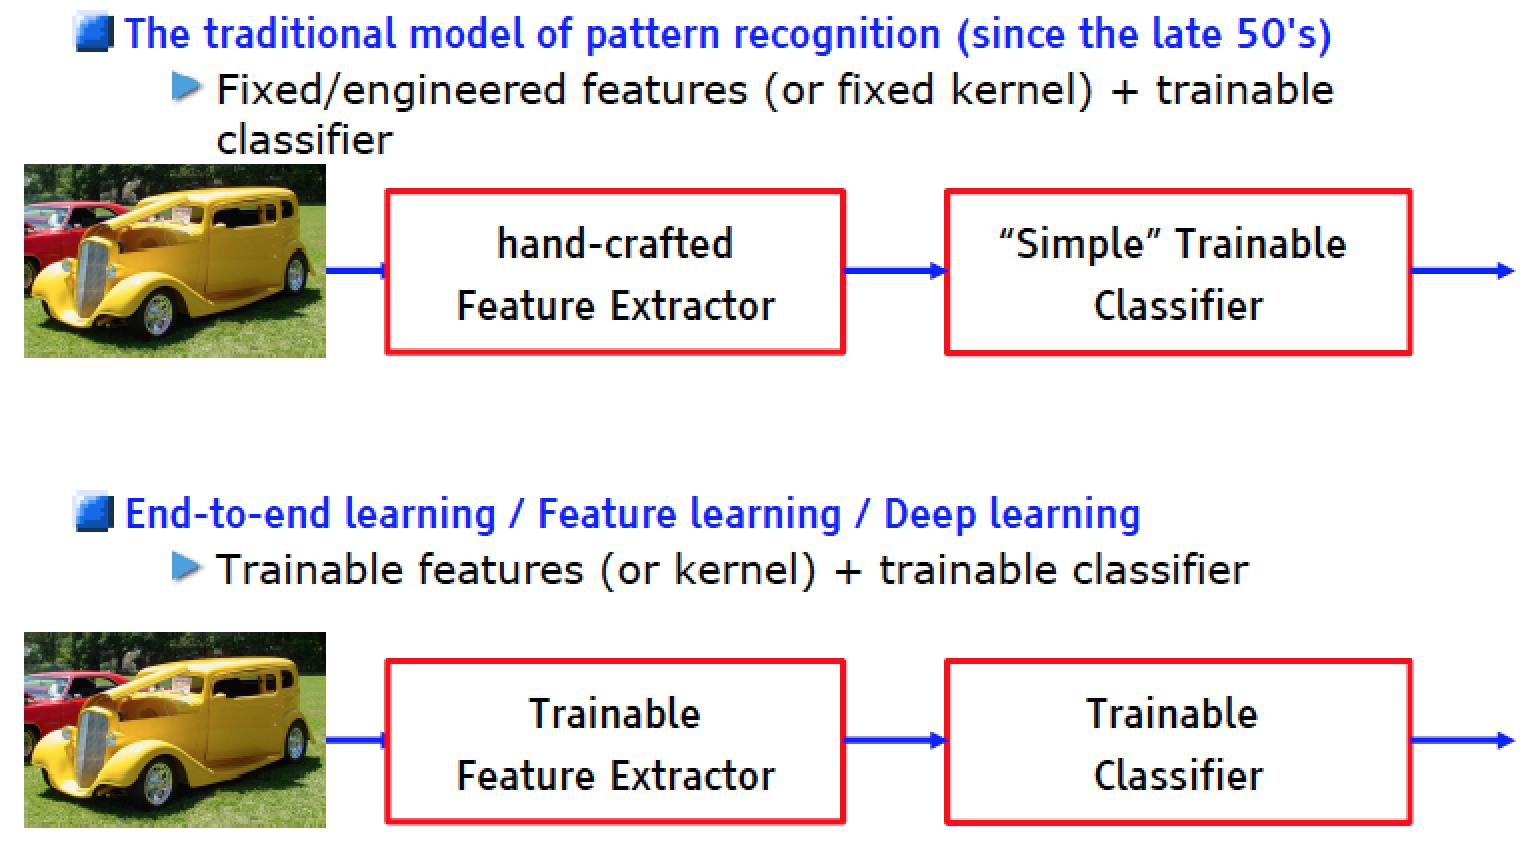 The traditional model of pattern recognition (since the late 50's)
Fixed/engineered features (or fixed kernel) + trainable
classifier
hand-crafted
Feature Extractor
“Simple” Trainable
Classifier
End-to-end learning / Feature learning / Deep learning
Trainable features (or kernel) + trainable classifier
Trainable
Feature Extractor
Trainable
Classifier